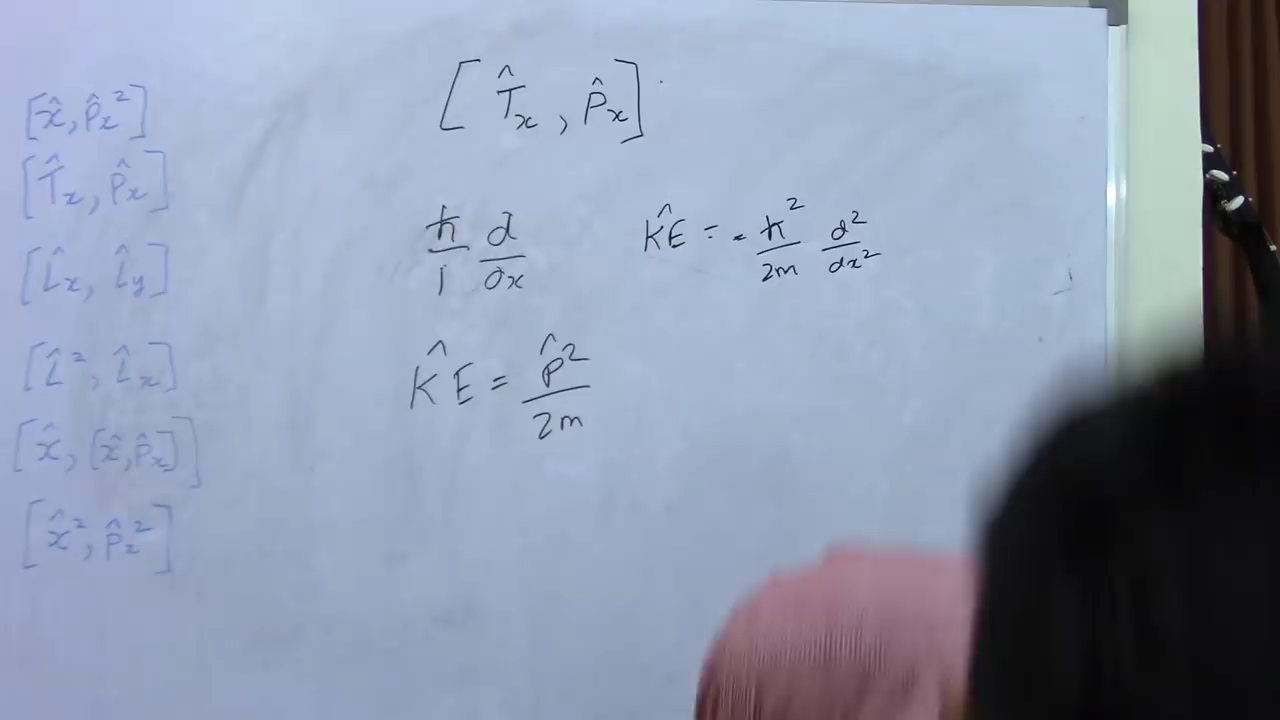 [x̂, p̂x²]
[T̂x, p̂x]
[L̂x, L̂y]
[L̂², L̂x]
[x̂, [x̂, p̂x]]
[x̂², p̂x²]
[T̂x, P̂x]
ħ/i d/dx
K̂E = - ħ²/2m d²/dx²
K̂E = p̂²/2m